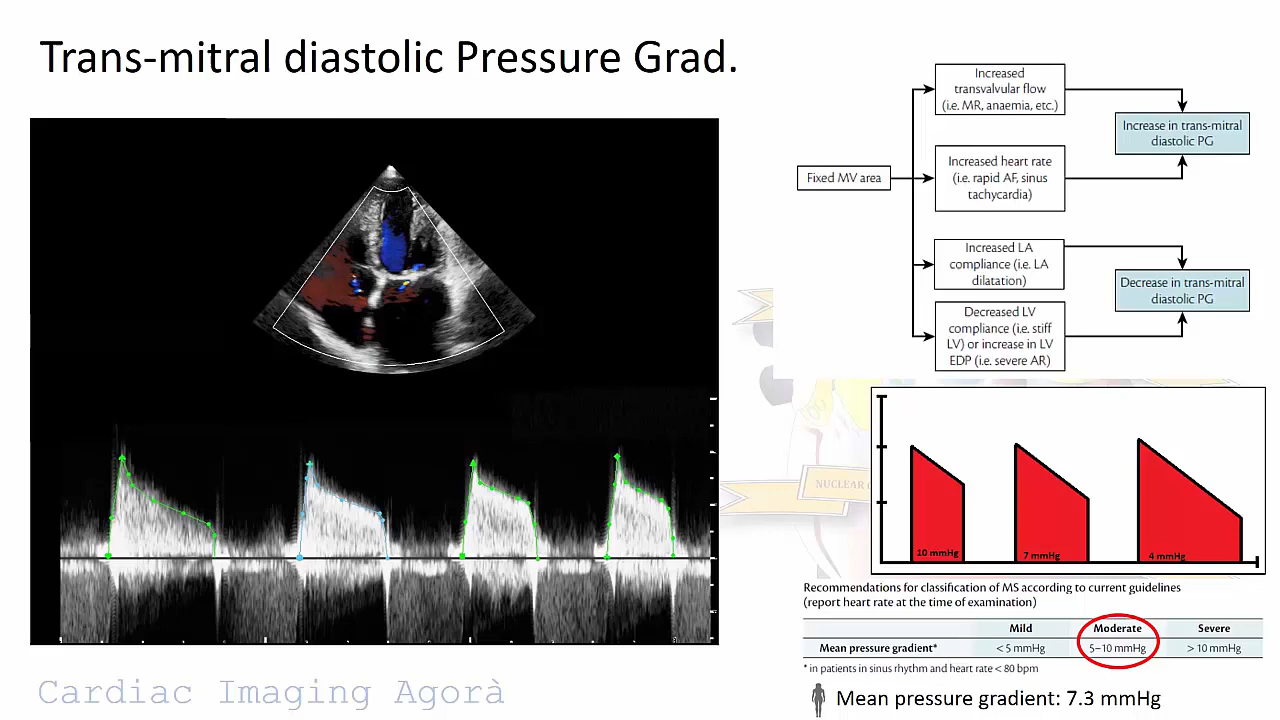 Trans-mitral diastolic Pressure Grad.
Increased
transvalvular flow
(i.e. MR, anaemia, etc.)
Increase in trans-mitral
diastolic PG
Fixed MV area
Increased heart rate
(i.e. rapid AF, sinus
tachycardia)
Increased LA
compliance (i.e. LA
dilatation)
Decrease in trans-mitral
diastolic PG
Decreased LV
compliance (i.e. stiff
LV) or increase in LV
EDP (i.e. severe AR)
NUCLEAR
10 mmHg
7 mmHg
4 mmHg
Recommendations for classification of MS according to current guidelines
(report heart rate at the time of examination)
Mild Moderate Severe
Mean pressure gradient* < 5 mmHg 5–10 mmHg > 10 mmHg
* in patients in sinus rhythm and heart rate < 80 bpm
Mean pressure gradient: 7.3 mmHg
Cardiac Imaging Agorà